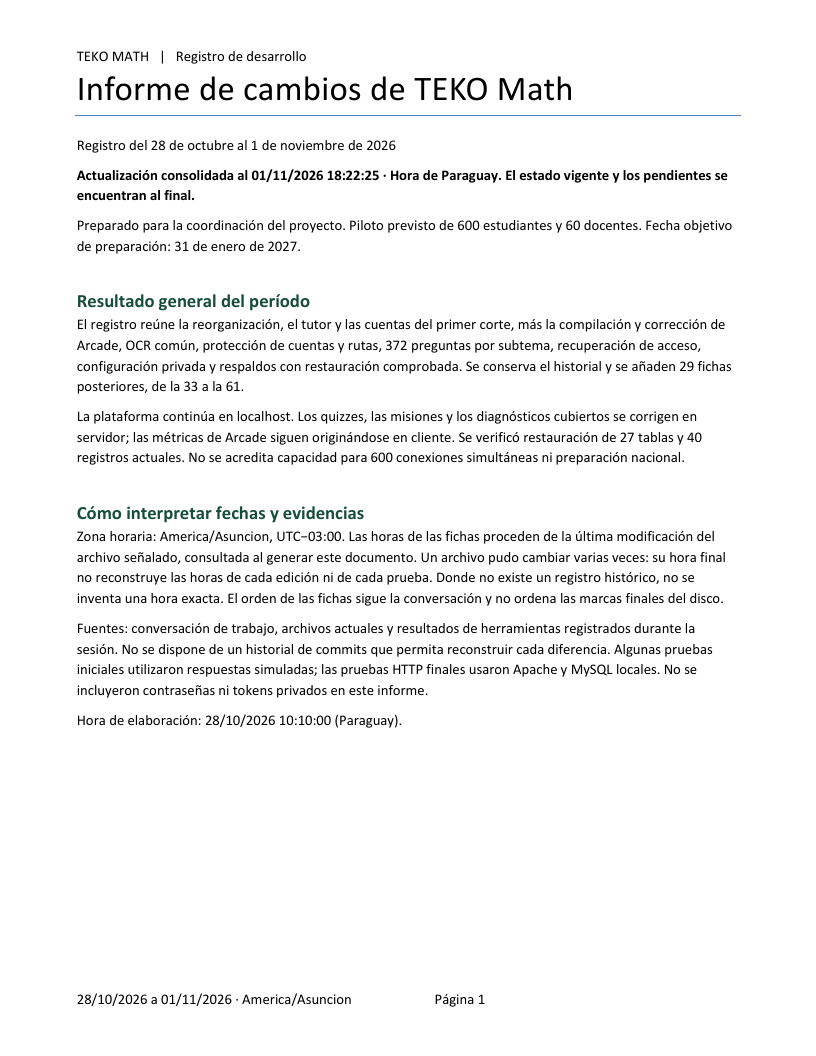 TEKO MATH | Registro de desarrollo
Informe de cambios de TEKO Math
Registro del 28 de octubre al 1 de noviembre de 2026
Actualización consolidada al 01/11/2026 18:22:25 · Hora de Paraguay. El estado vigente y los pendientes se
encuentran al final.
Preparado para la coordinación del proyecto. Piloto previsto de 600 estudiantes y 60 docentes. Fecha objetivo
de preparación: 31 de enero de 2027.
Resultado general del período
El registro reúne la reorganización, el tutor y las cuentas del primer corte, más la compilación y corrección de
Arcade, OCR común, protección de cuentas y rutas, 372 preguntas por subtema, recuperación de acceso,
configuración privada y respaldos con restauración comprobada. Se conserva el historial y se añaden 29 fichas
posteriores, de la 33 a la 61.
La plataforma continúa en localhost. Los quizzes, las misiones y los diagnósticos cubiertos se corrigen en
servidor; las métricas de Arcade siguen originándose en cliente. Se verificó restauración de 27 tablas y 40
registros actuales. No se acredita capacidad para 600 conexiones simultáneas ni preparación nacional.
Cómo interpretar fechas y evidencias
Zona horaria: America/Asuncion, UTC−03:00. Las horas de las fichas proceden de la última modificación del
archivo señalado, consultada al generar este documento. Un archivo pudo cambiar varias veces: su hora final
no reconstruye las horas de cada edición ni de cada prueba. Donde no existe un registro histórico, no se
inventa una hora exacta. El orden de las fichas sigue la conversación y no ordena las marcas finales del disco.
Fuentes: conversación de trabajo, archivos actuales y resultados de herramientas registrados durante la
sesión. No se dispone de un historial de commits que permita reconstruir cada diferencia. Algunas pruebas
iniciales utilizaron respuestas simuladas; las pruebas HTTP finales usaron Apache y MySQL locales. No se
incluyeron contraseñas ni tokens privados en este informe.
Hora de elaboración: 28/10/2026 10:10:00 (Paraguay).
28/10/2026 a 01/11/2026 · America/Asuncion Página 1